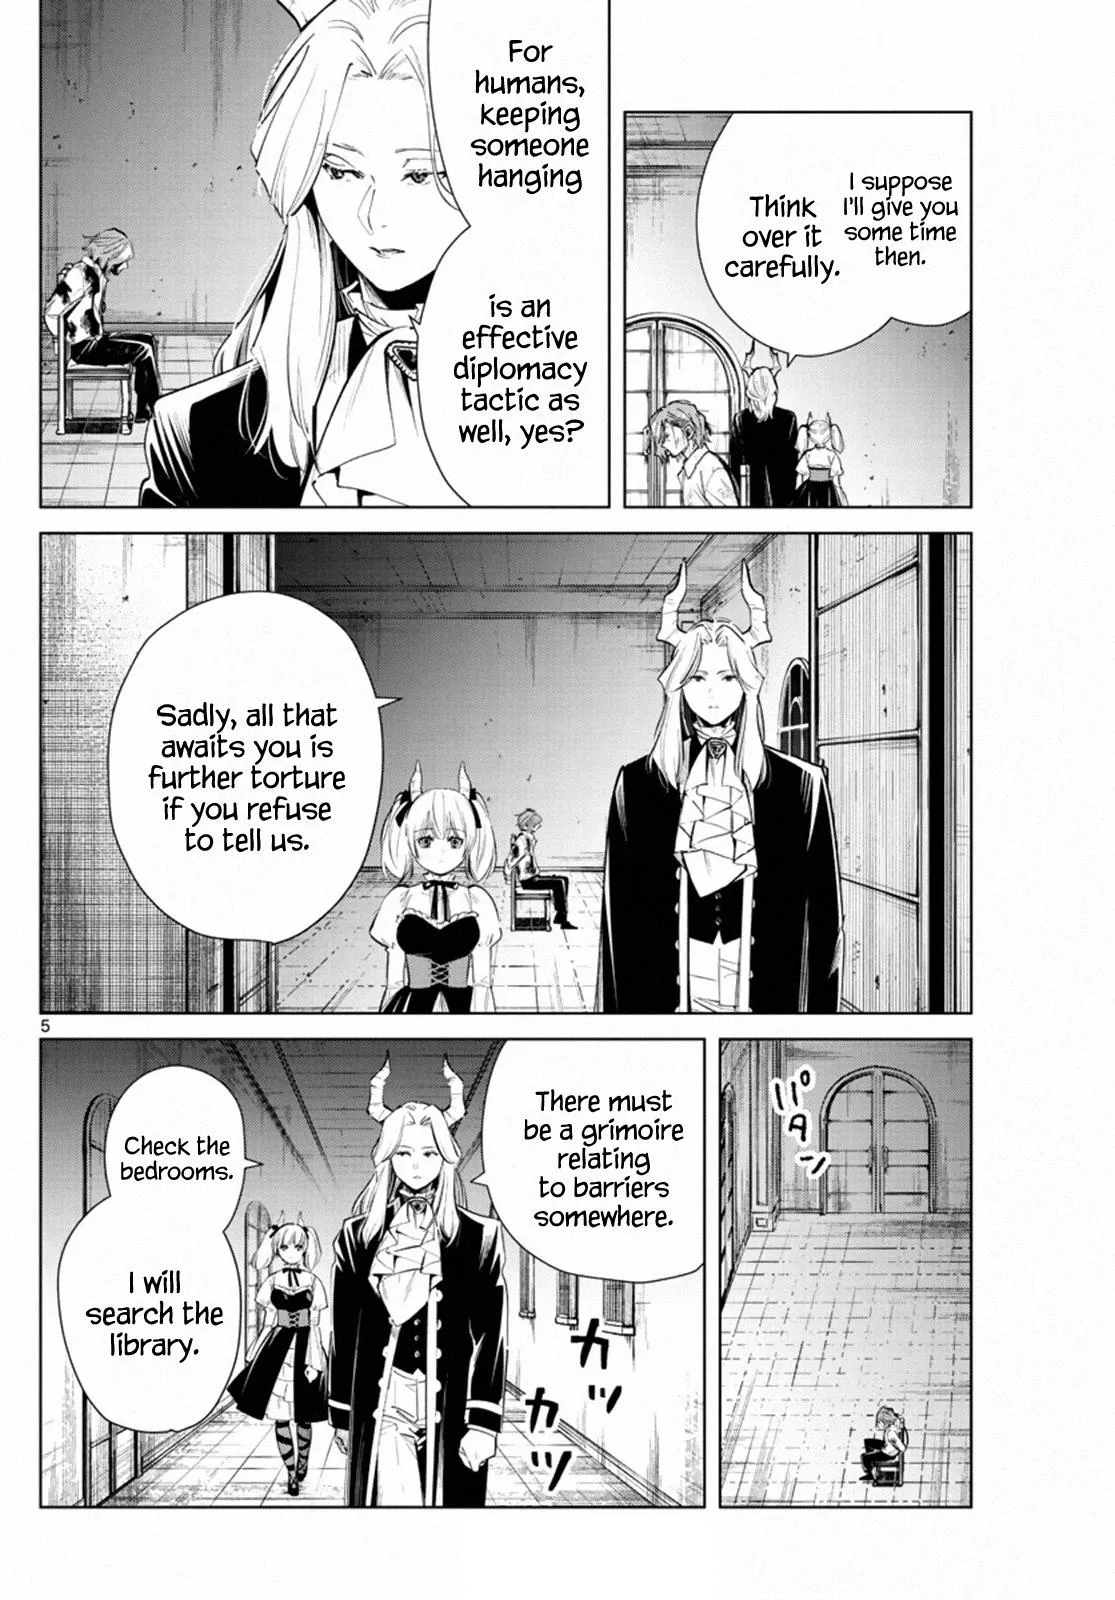 I suppose
I'll give you
some time
then.
Think
over it
carefully.
For
humans,
keeping
someone
hanging
is an
effective
diplomacy
tactic as
well, yes?
Sadly, all that
awaits you is
further torture
if you refuse
to tell us.
5
パタン
There must
be a grimoire
relating
to barriers
somewhere.
カツ
カツ
Check the
bedrooms.
I will
search the
library.